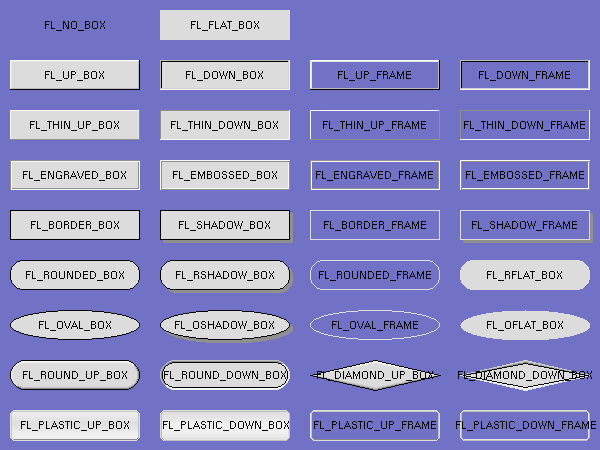 FL_NO_BOX FL_FLAT_BOX
FL_UP_BOX FL_DOWN_BOX FL_UP_FRAME FL_DOWN_FRAME
FL_THIN_UP_BOX FL_THIN_DOWN_BOX FL_THIN_UP_FRAME FL_THIN_DOWN_FRAME
FL_ENGRAVED_BOX FL_EMBOSSED_BOX FL_ENGRAVED_FRAME FL_EMBOSSED_FRAME
FL_BORDER_BOX FL_SHADOW_BOX FL_BORDER_FRAME FL_SHADOW_FRAME
FL_ROUNDED_BOX FL_RSHADOW_BOX FL_ROUNDED_FRAME FL_RFLAT_BOX
FL_OVAL_BOX FL_OSHADOW_BOX FL_OVAL_FRAME FL_OFLAT_BOX
FL_ROUND_UP_BOX FL_ROUND_DOWN_BOX FL_DIAMOND_UP_BOX FL_DIAMOND_DOWN_BOX
FL_PLASTIC_UP_BOX FL_PLASTIC_DOWN_BOX FL_PLASTIC_UP_FRAME FL_PLASTIC_DOWN_FRAME